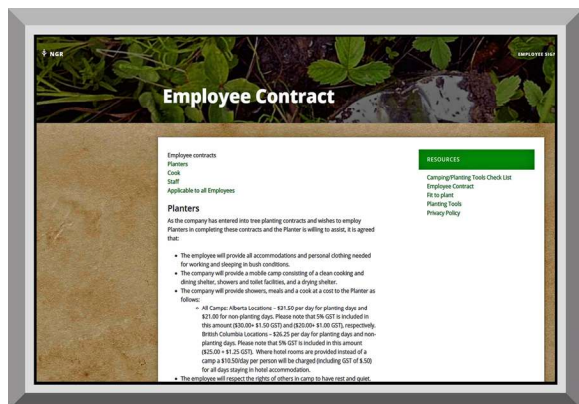 NGR
EMPLOYEE SIG
Employee Contract
Employee contracts
Planters
Cook
Staff
Applicable to all Employees
Planters
As the company has entered into tree planting contracts and wishes to employ
Planters in completing these contracts and the Planter is willing to assist, it is agreed
that:
• The employee will provide all accommodations and personal clothing needed
for working and sleeping in bush conditions.
• The company will provide a mobile camp consisting of a clean cooking and
dining shelter, showers and toilet facilities, and a drying shelter.
• The company will provide showers, meals and a cook at a cost to the Planter as
follows:
All Camps: Alberta Locations – $31.50 per day for planting days and
$21.00 for non-planting days. Please note that 5% GST is included in
this amount ($30.00+ $1.50 GST) and ($20.00+ $1.00 GST), respectively.
British Columbia Locations – $26.25 per day for planting days and non-
planting days. Please note that 5% GST is included in this amount
($25.00 + $1.25 GST). Where hotel rooms are provided instead of a
camp a $10.50/day per person will be charged (including GST of $.50)
for all days staying in hotel accommodation.
• The employee will respect the rights of others in camp to have rest and quiet.
RESOURCES
Camping/Planting Tools Check List
Employee Contract
Fit to plant
Planting Tools
Privacy Policy